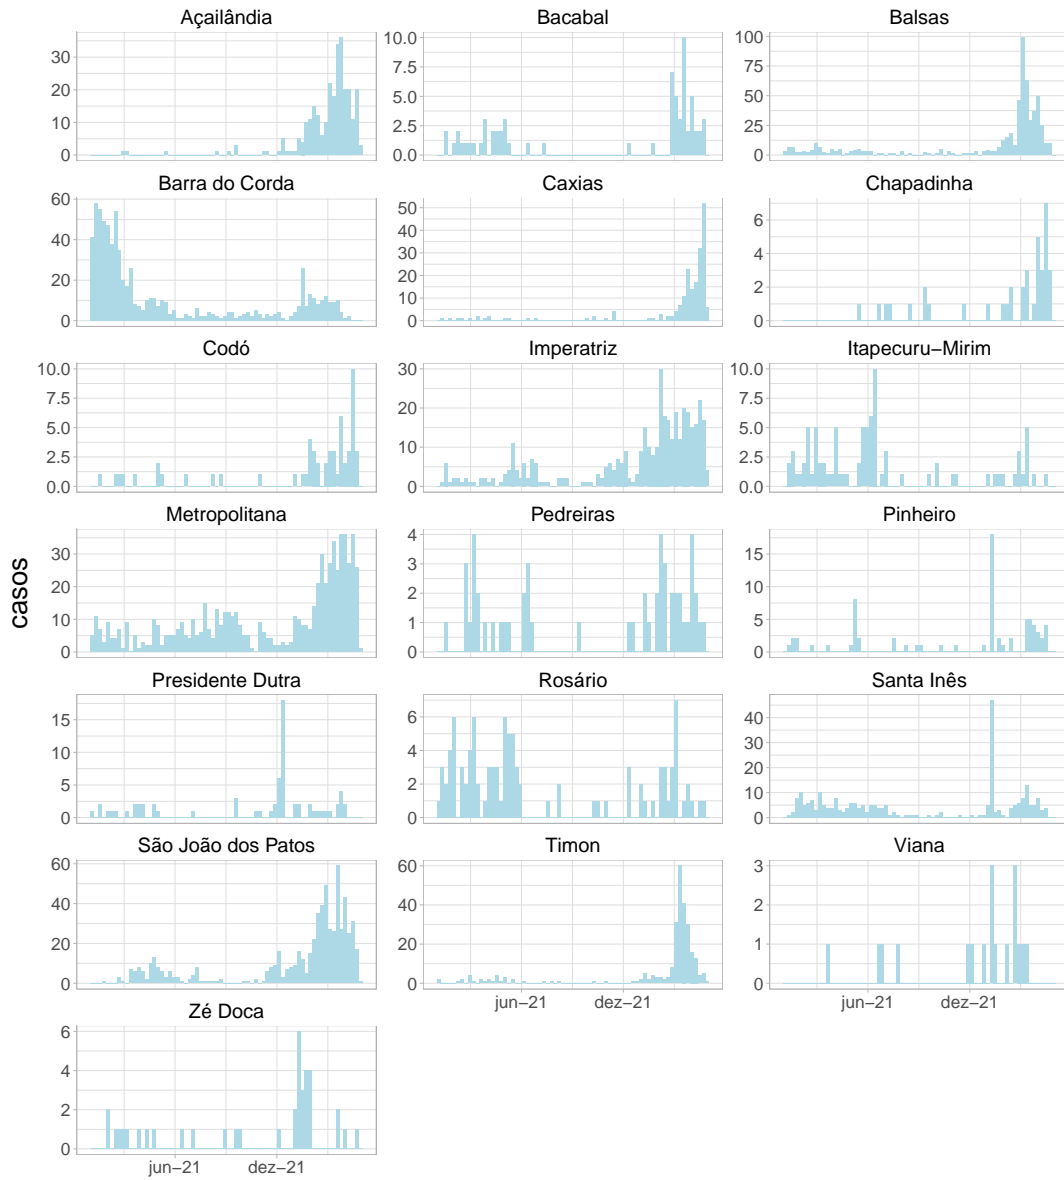 Açailândia Bacabal Balsas
30 20 10 0
10.0 7.5 5.0 2.5 0.0
100 75 50 25 0
Barra do Corda Caxias Chapadinha
60 40 20 0
50 40 30 20 10 0
6 4 2 0
Codó Imperatriz Itapecuru−Mirim
10.0 7.5 5.0 2.5 0.0
30 20 10 0
10.0 7.5 5.0 2.5 0.0
Metropolitana Pedreiras Pinheiro
30 20 10 0
4 3 2 1 0
15 10 5 0
casos
Presidente Dutra Rosário Santa Inês
15 10 5 0
6 4 2 0
40 30 20 10 0
São João dos Patos Timon Viana
60 40 20 0
60 40 20 0
3 2 1 0
jun−21 dez−21 jun−21 dez−21
Zé Doca
6 4 2 0
jun−21 dez−21